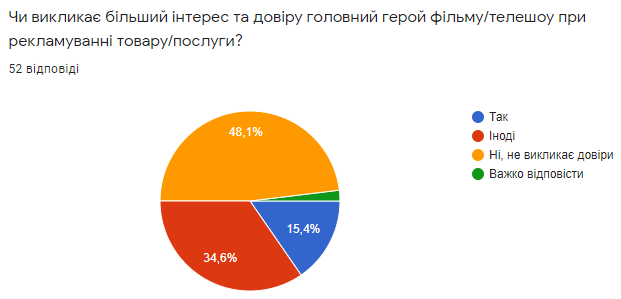 Чи викликає більший інтерес та довіру головний герой фільму/телешоу при
рекламуванні товару/послуги?
52 відповіді
48,1%
15,4%
34,6%
Так
Іноді
Ні, не викликає довіри
Важко відповісти